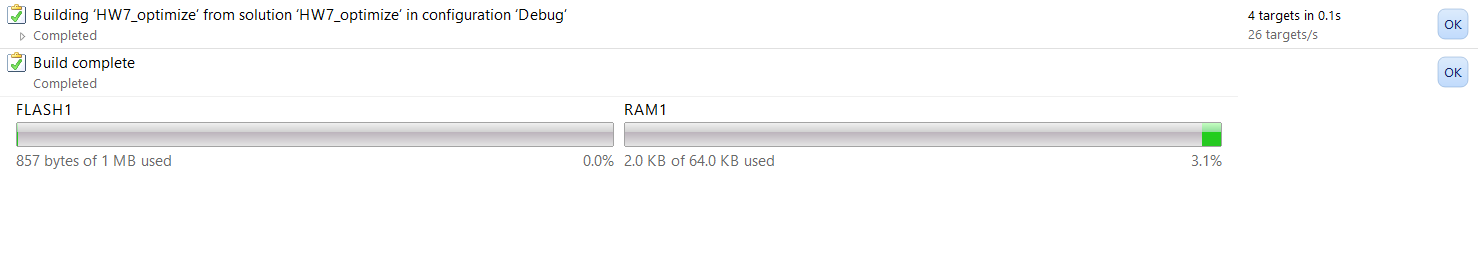 Building ‘HW7_optimize’ from solution ‘HW7_optimize’ in configuration ‘Debug’
4 targets in 0.1s
OK
Completed
26 targets/s
Build complete
OK
Completed
FLASH1
RAM1
857 bytes of 1 MB used
0.0%
2.0 KB of 64.0 KB used
3.1%